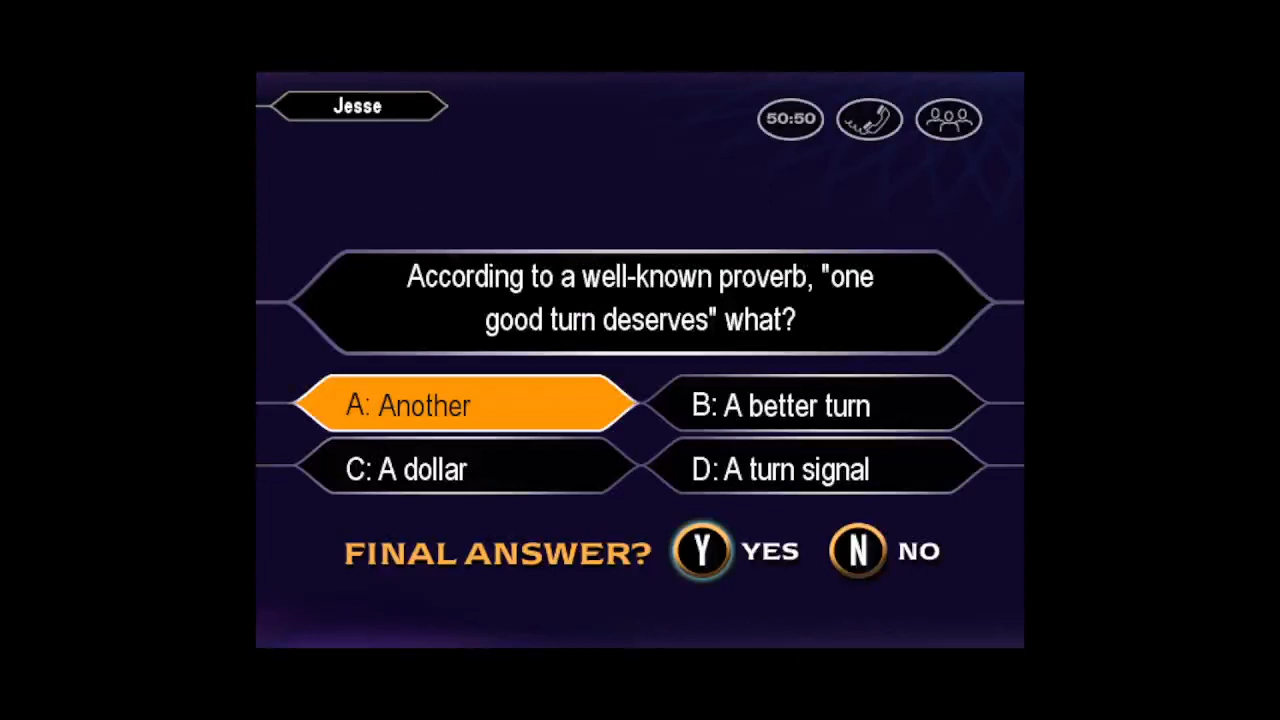 Jesse
50:50
According to a well-known proverb, "one
good turn deserves" what?
A: Another
B: A better turn
C: A dollar
D: A turn signal
FINAL ANSWER? Y YES N NO